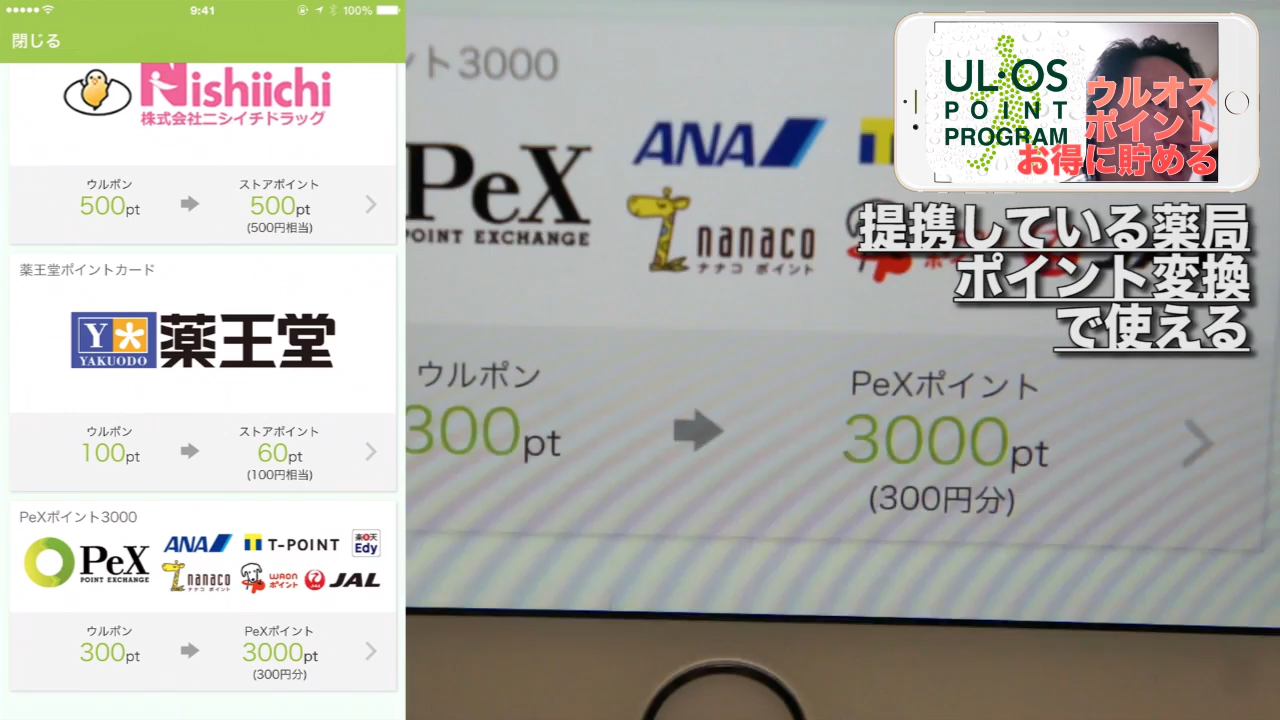 9:41
100%
閉じる
Nishiichi
株式会社ニシイチドラッグ
ウルポン
500pt
ストアポイント
500pt
(500円相当)
薬王堂ポイントカード
Y
YAKUODO
薬王堂
ウルポン
100pt
ストアポイント
60pt
(100円相当)
PeXポイント3000
PeX
POINT EXCHANGE
ANA
T-POINT
楽天
Edy
nanaco
ナナコ ポイント
WAON
ポイント
JAL
ウルポン
300pt
PeXポイント
3000pt
(300円分)
ント3000
PeX
POINT EXCHANGE
ANA
nanaco
ナナコ ポイント
ウルポン
300pt
PeXポイント
3000pt
(300円分)
UL·OS
POINT
PROGRAM
ウルオス
ポイント
お得に貯める
提携している薬局
ポイント変換
で使える